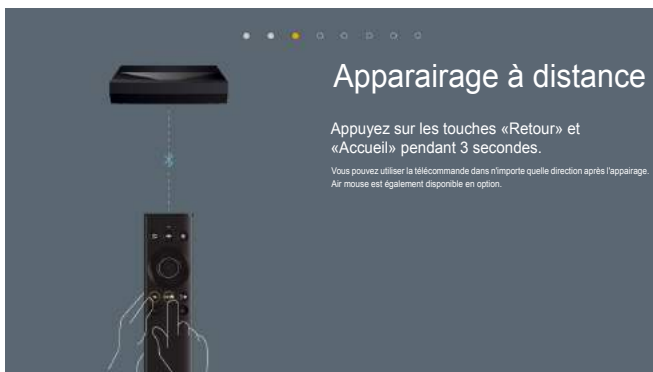 Apparairage à distance
Appuyez sur les touches «Retour» et
«Accueil» pendant 3 secondes.
Vous pouvez utiliser la télécommande dans n'importe quelle direction après l'appairage.
Air mouse est également disponible en option.